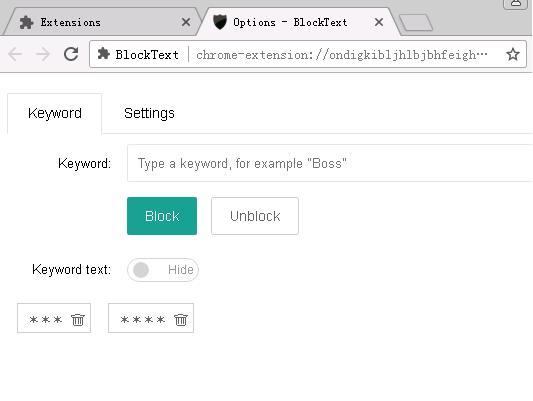 Extensions
Options - BlockText
BlockText
chrome-extension://ondigkibljhlbjbhfeigh…
Keyword
Settings
Keyword:
Type a keyword, for example "Boss"
Block
Unblock
Keyword text:
Hide
***
****